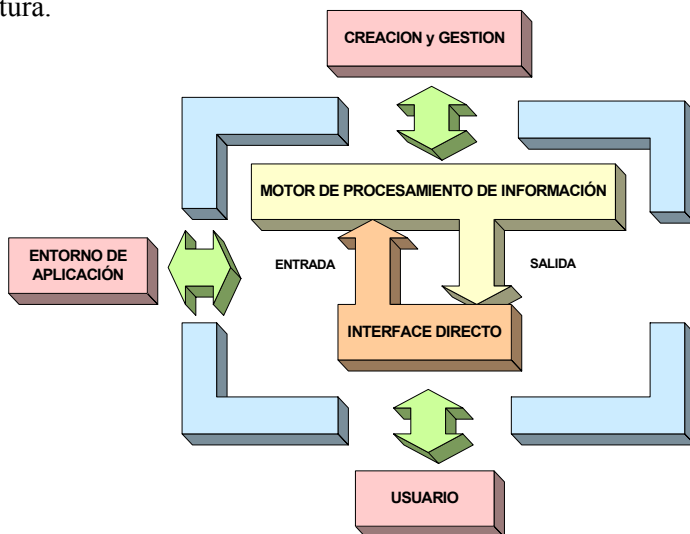 tura.
CREACION y GESTION
MOTOR DE PROCESAMIENTO DE INFORMACIÓN
ENTORNO DE
APLICACIÓN
ENTRADA
SALIDA
INTERFACE DIRECTO
USUARIO